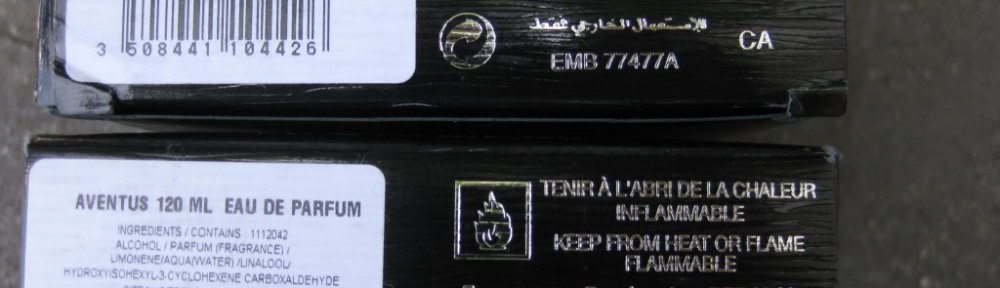 3 508441 104426
للإستعمال الخارجي فقط
EMB 77477A
CA
AVENTUS 120 ML EAU DE PARFUM
INGREDIENTS / CONTAINS : 1112042
ALCOHOL / PARFUM (FRAGRANCE) /
LIMONENE/AQUA(WATER) /LINALOOL/
HYDROXYISOHEXYL-3-CYCLOHEXENE CARBOXALDEHYDE
TENIR À L'ABRI DE LA CHALEUR
INFLAMMABLE
KEEP FROM HEAT OR FLAME
FLAMMABLE